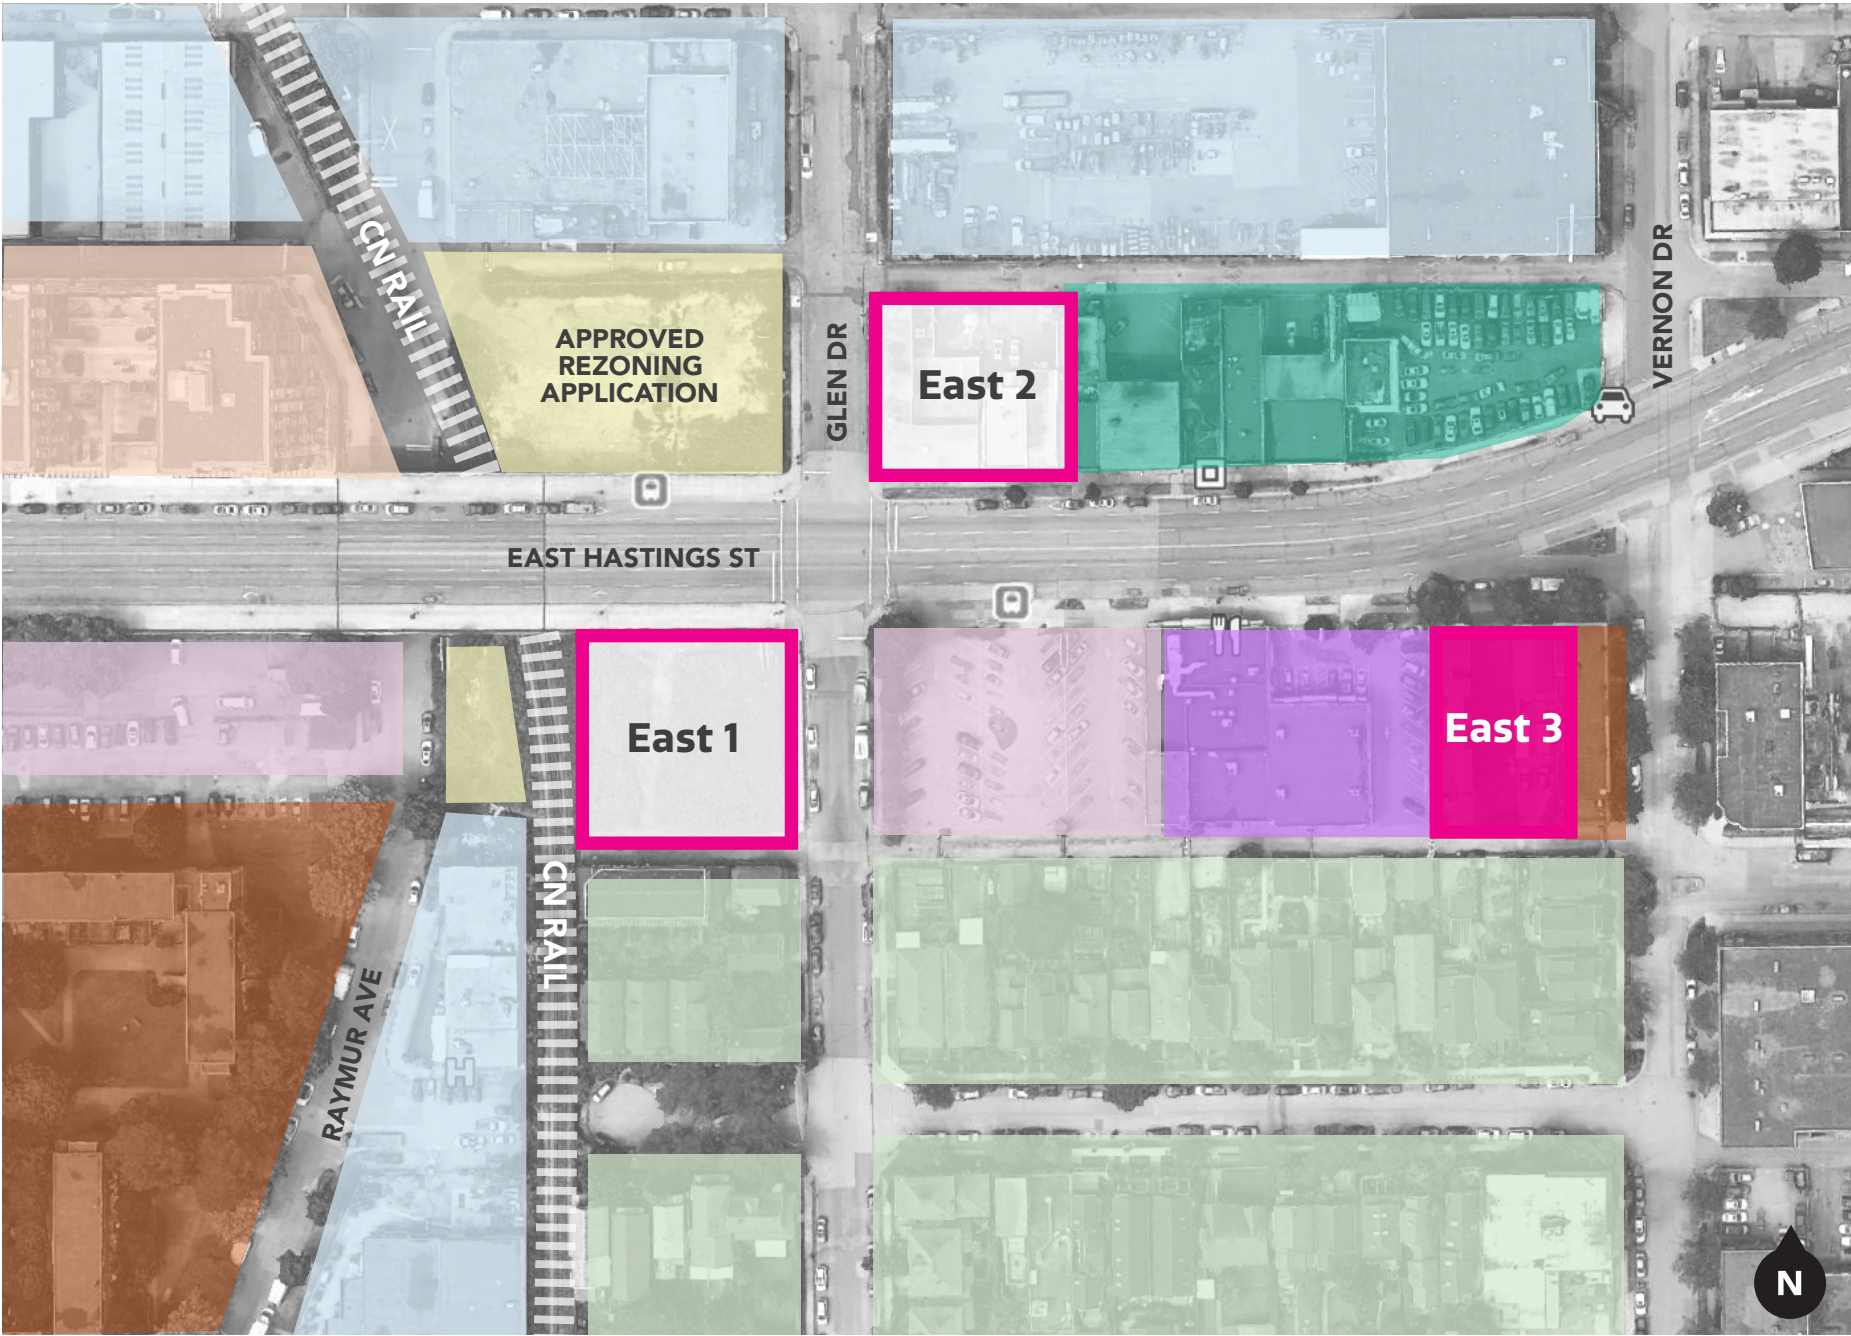 CN RAIL
APPROVED
REZONING
APPLICATION
GLEN DR
East 2
VERNON DR
EAST HASTINGS ST
East 1
East 3
CN RAIL
RAYMUR AVE
N